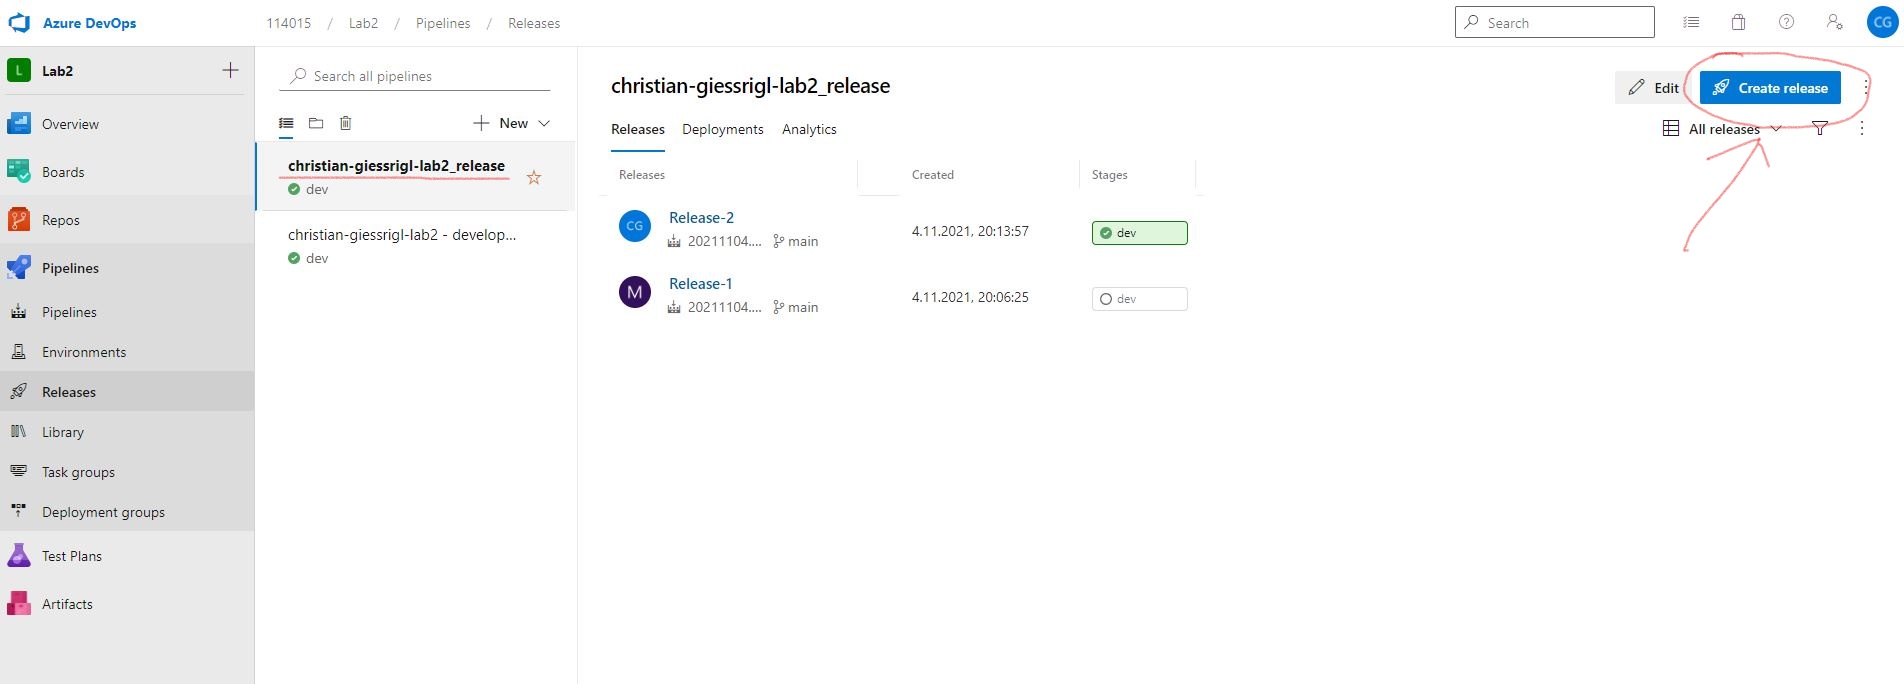 Azure DevOps
114015 / Lab2 / Pipelines / Releases
Search
CG
L Lab2
Overview
Boards
Repos
Pipelines
Pipelines
Environments
Releases
Library
Task groups
Deployment groups
Test Plans
Artifacts
Search all pipelines
New
christian-giessrigl-lab2_release
dev
christian-giessrigl-lab2 - develop...
dev
christian-giessrigl-lab2_release
Edit
Create release
Releases Deployments Analytics
All releases
Releases Created Stages
CG Release-2 4.11.2021, 20:13:57 dev
20211104.... main
M Release-1 4.11.2021, 20:06:25 dev
20211104.... main